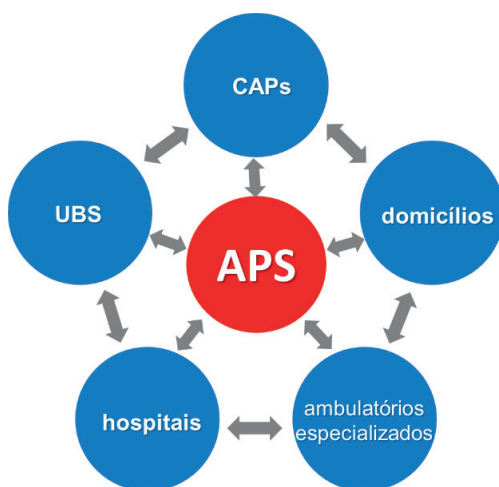 CAPs
UBS
domicílios
APS
hospitais
ambulatórios
especializados